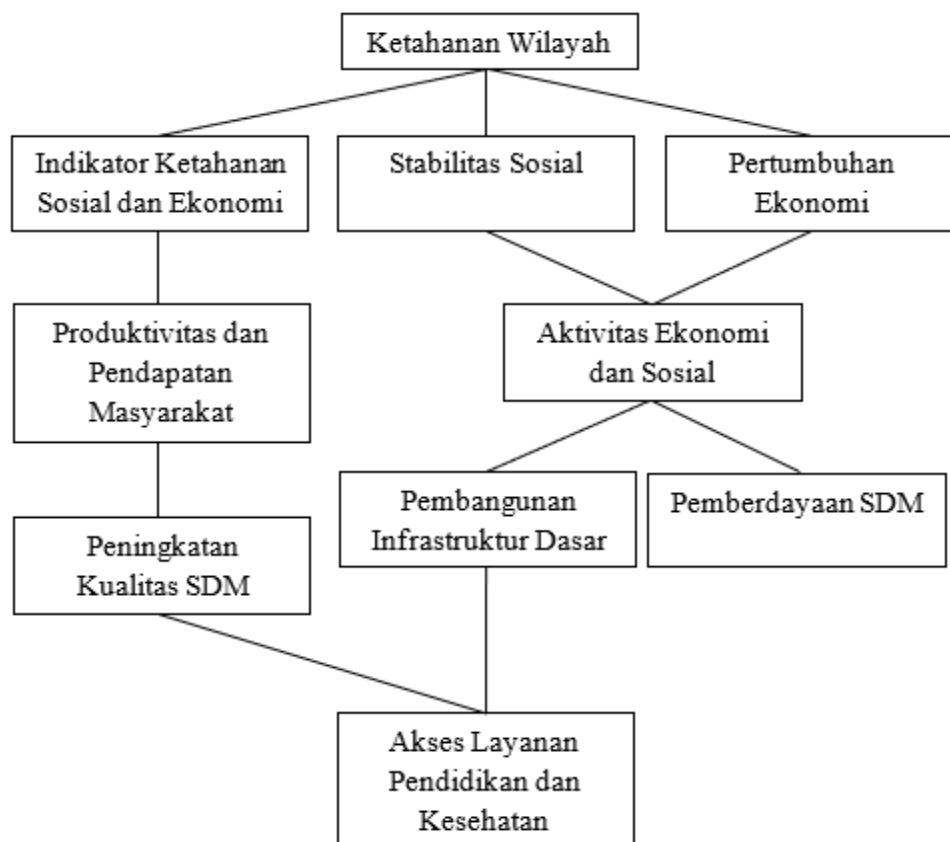 Ketahanan Wilayah
Indikator Ketahanan
Sosial dan Ekonomi
Stabilitas Sosial
Pertumbuhan
Ekonomi
Produktivitas dan
Pendapatan
Masyarakat
Aktivitas Ekonomi
dan Sosial
Peningkatan
Kualitas SDM
Pembangunan
Infrastruktur Dasar
Pemberdayaan SDM
Akses Layanan
Pendidikan dan
Kesehatan